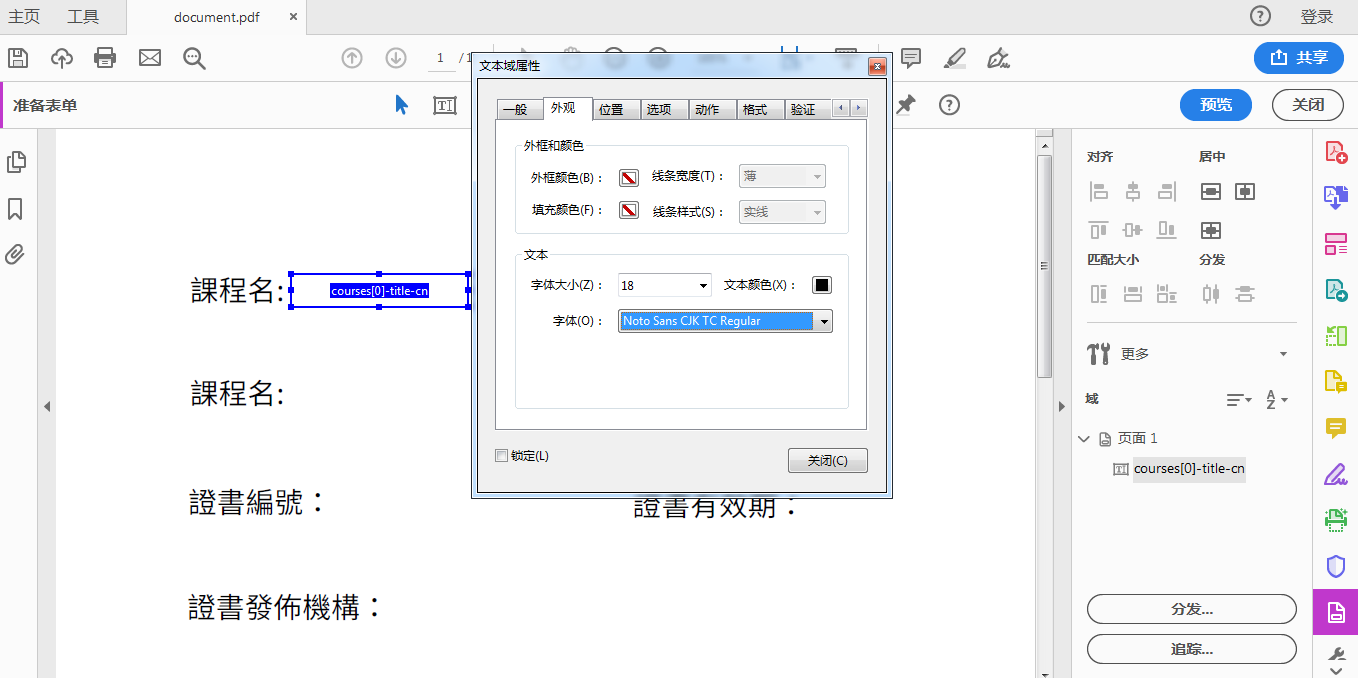 主页 工具 document.pdf × 登录
1 /1 共享
准备表单 预览 关闭
文本域属性
一般 外观 位置 选项 动作 格式 验证
外框和颜色
外框颜色(B)： 线条宽度(T)： 薄
填充颜色(F)： 线条样式(S)： 实线
文本
字体大小(Z)： 18 文本颜色(X)：
字体(O)： Noto Sans CJK TC Regular
锁定(L) 关闭(C)
課程名: courses[0]-title-cn
課程名:
證書編號： 證書有效期：
證書發佈機構：
对齐 居中
匹配大小 分发
更多
域
页面 1
courses[0]-title-cn
分发...
追踪...